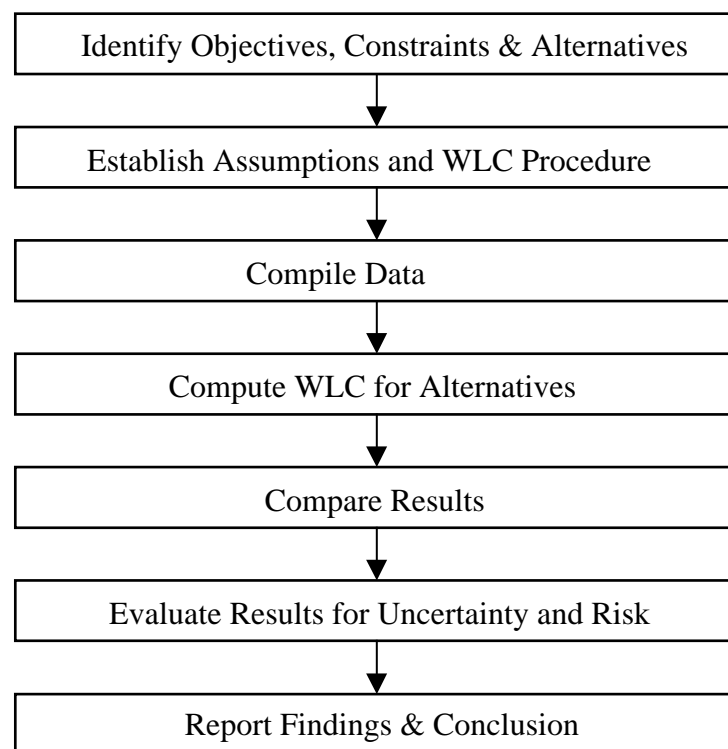 Identify Objectives, Constraints & Alternatives
Establish Assumptions and WLC Procedure
Compile Data
Compute WLC for Alternatives
Compare Results
Evaluate Results for Uncertainty and Risk
Report Findings & Conclusion